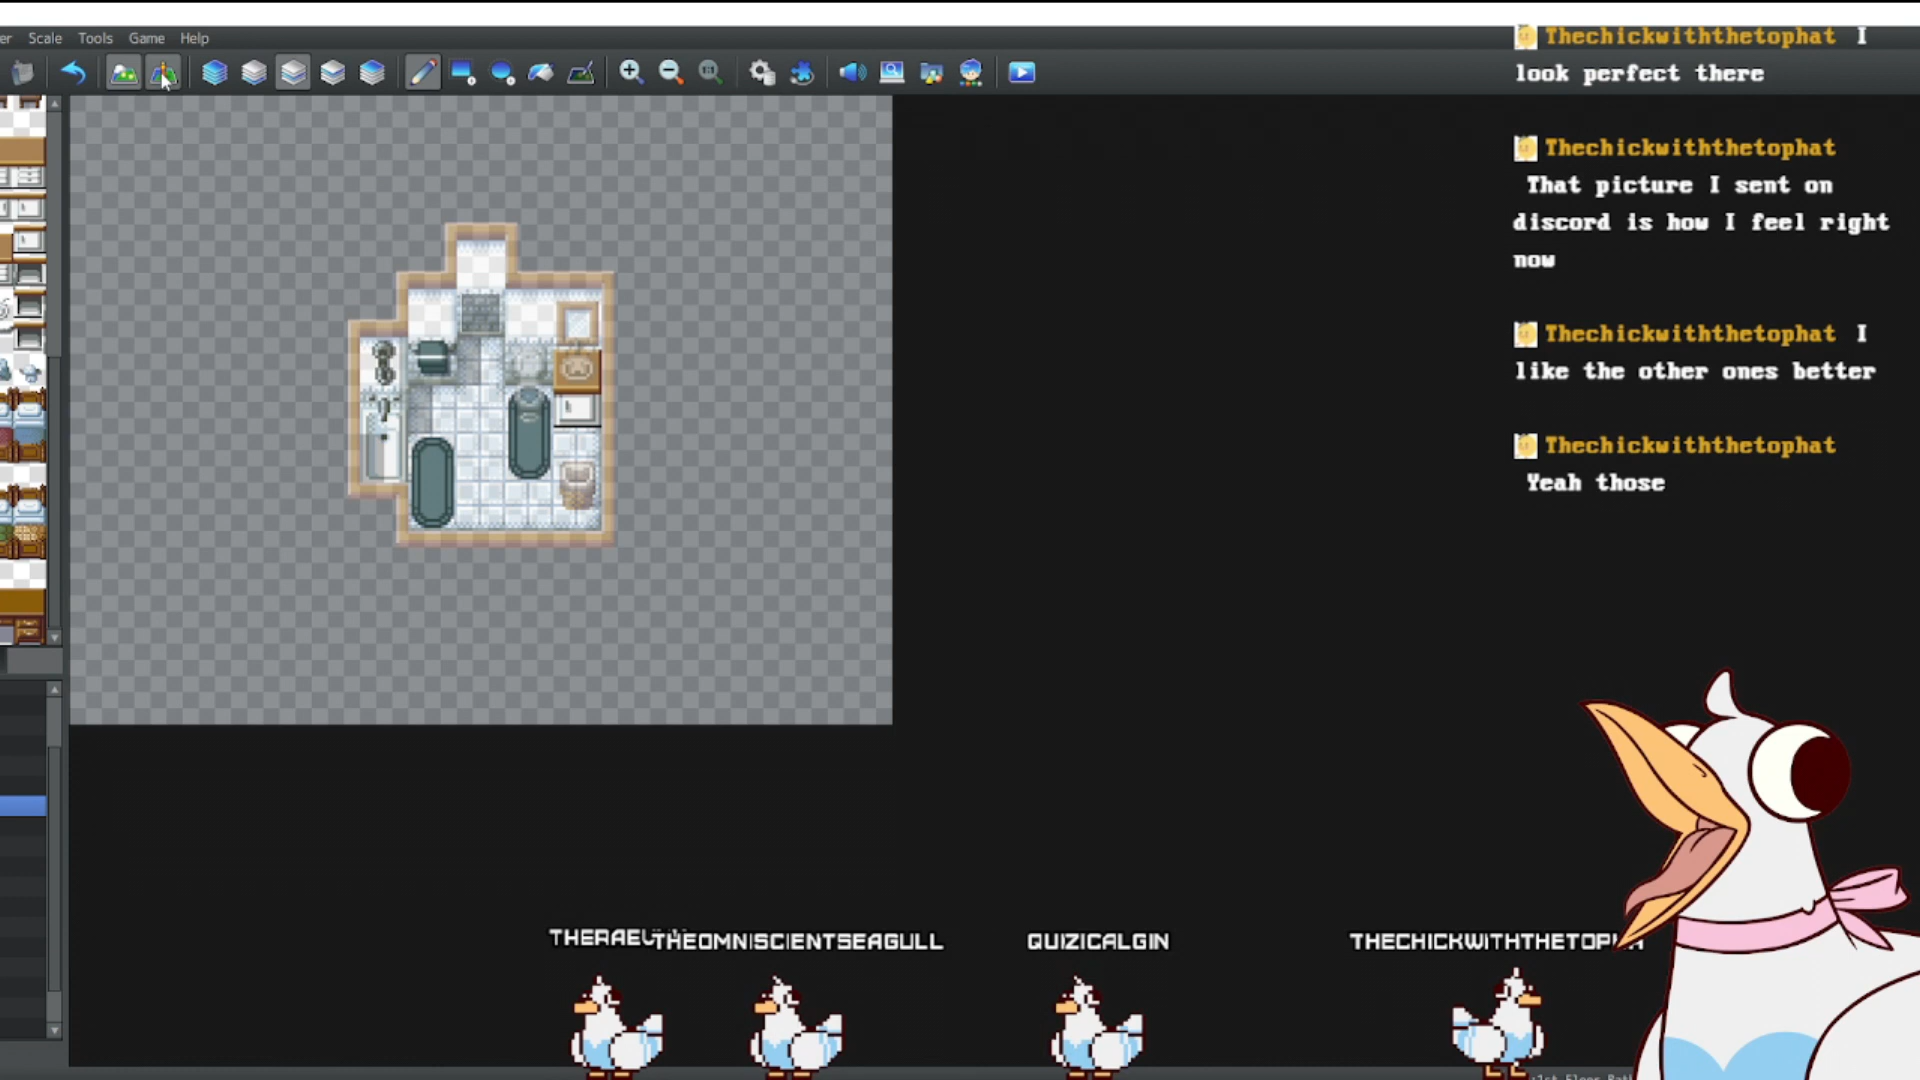 Scale Tools Game Help
Thechickwiththetophat I
look perfect there
Thechickwiththetophat
That picture I sent on
discord is how I feel right
now
Thechickwiththetophat I
like the other ones better
Thechickwiththetophat
Yeah those
THEOMNISCIENTSEAGULL
QUIZICALGIN